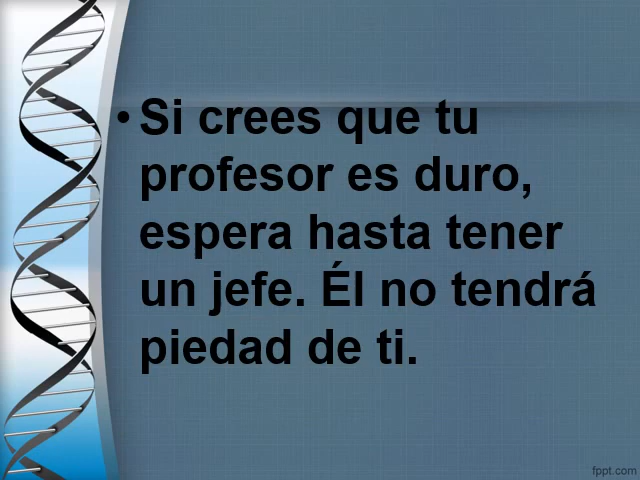 • Si crees que tu
profesor es duro,
espera hasta tener
un jefe. Él no tendrá
piedad de ti.
fppt.com